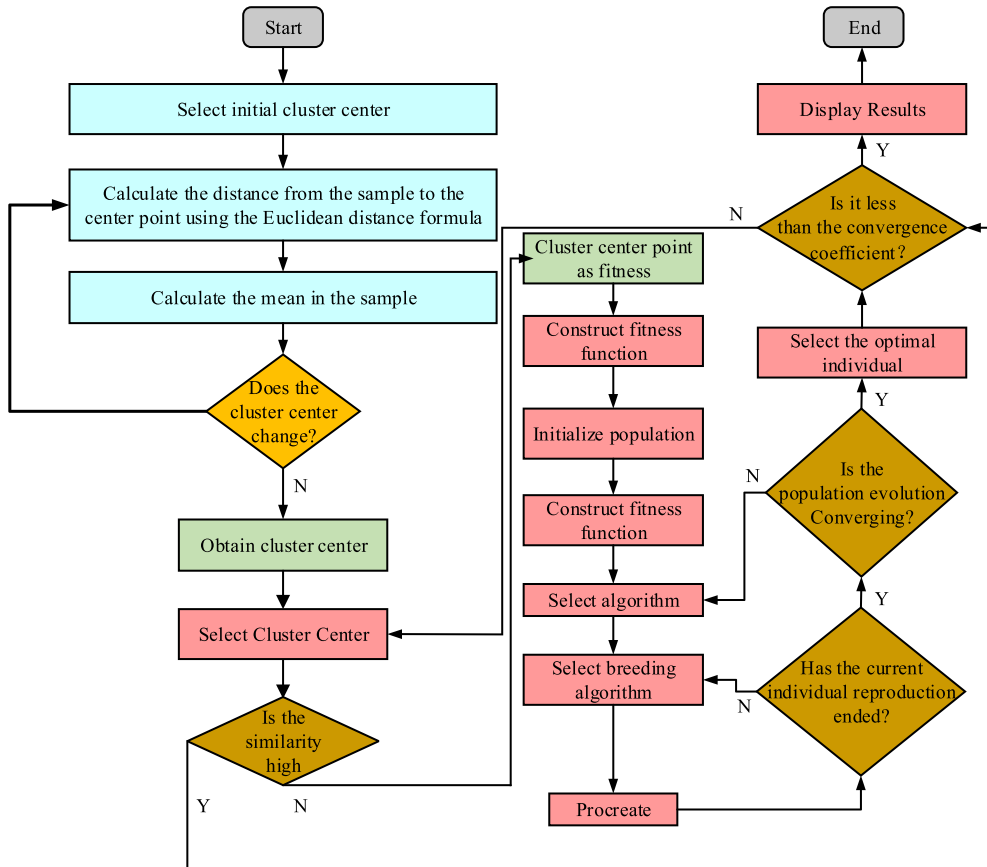 Start
Select initial cluster center
Calculate the distance from the sample to the
center point using the Euclidean distance formula
Calculate the mean in the sample
Does the
cluster center
change?
N
Obtain cluster center
Select Cluster Center
Is the
similarity
high
Y
N
Cluster center point
as fitness
Construct fitness
function
Initialize population
Construct fitness
function
Select algorithm
Select breeding
algorithm
Procreate
Has the current
individual reproduction
ended?
N
Y
Is the
population evolution
Converging?
N
Y
Select the optimal
individual
Is it less
than the convergence
coefficient?
N
Y
Display Results
End